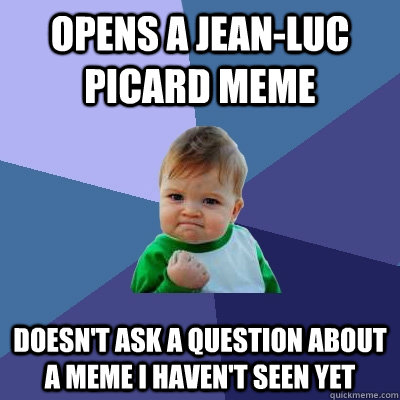 OPENS A JEAN-LUC
PICARD MEME
DOESN'T ASK A QUESTION ABOUT
A MEME I HAVEN'T SEEN YET
quickmeme.com